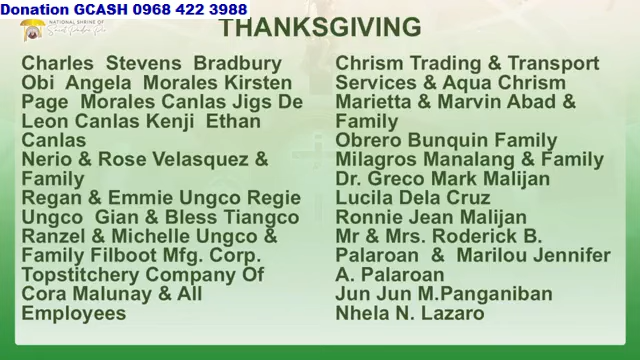 Donation GCASH 0968 422 3988
NATIONAL SHRINE OF
THANKSGIVING
Charles Stevens Bradbury
Obi Angela Morales Kirsten
Page Morales Canlas Jigs De
Leon Canlas Kenji Ethan
Canlas
Nerio & Rose Velasquez &
Family
Regan & Emmie Ungco Regie
Ungco Gian & Bless Tiangco
Ranzel & Michelle Ungco &
Family Filboot Mfg. Corp.
Topstitchery Company Of
Cora Malunay & All
Employees
Chrism Trading & Transport
Services & Aqua Chrism
Marietta & Marvin Abad &
Family
Obrero Bunquin Family
Milagros Manalang & Family
Dr. Greco Mark Malijan
Lucila Dela Cruz
Ronnie Jean Malijan
Mr & Mrs. Roderick B.
Palaroan & Marilou Jennifer
A. Palaroan
Jun Jun M.Panganiban
Nhela N. Lazaro